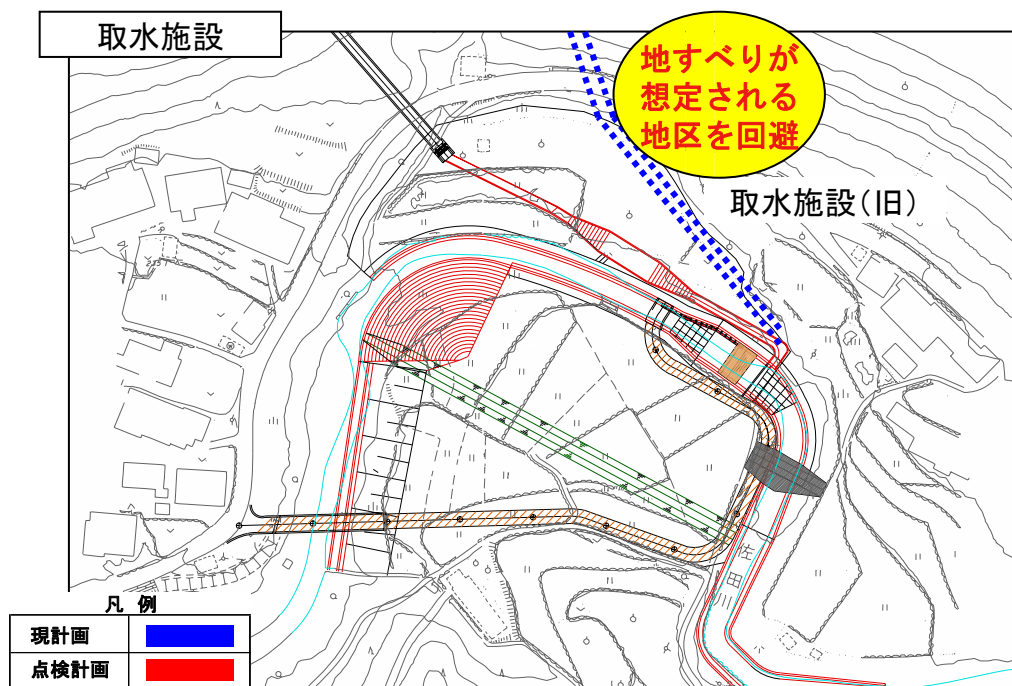 取水施設
地すべりが
想定される
地区を回避
取水施設（旧）
佐田川
凡 例
現計画
点検計画